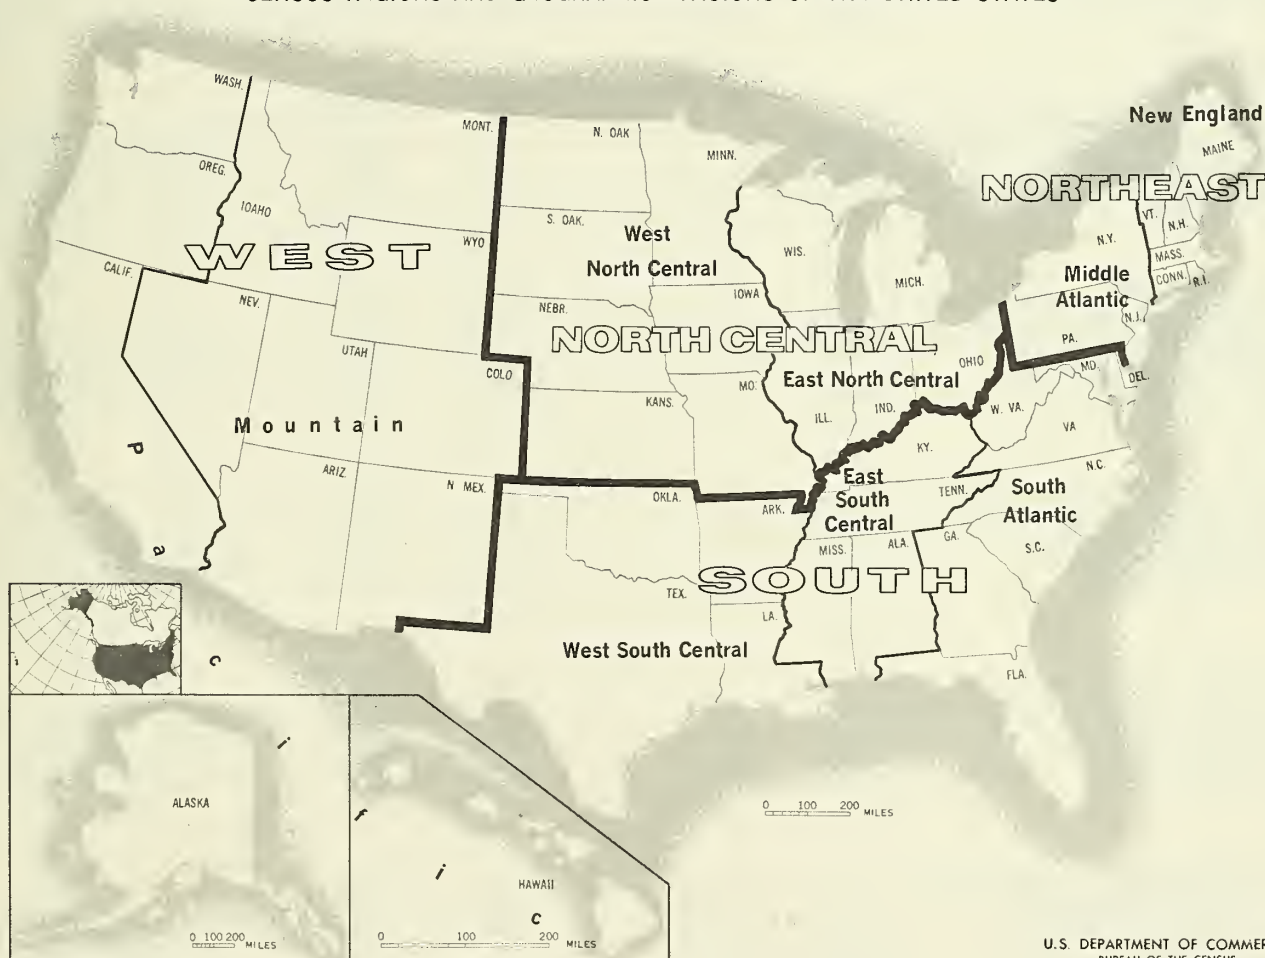 WASH.
MONT.
N. OAK
MINN.
New England
MAINE
OREG.
NORTHEAST
IOAHO
S. OAK.
VT.
N.H.
WEST
WYO
West
North Central
WIS.
N.Y.
MASS.
CALIF.
NEV.
NEBR.
IOWA
MICH.
Middle
Atlantic
CONN.
R.I.
N.J.
NORTH CENTRAL
UTAH
COLO
OHIO
PA.
MD.
DEL.
KANS.
MO.
East North Central
ILL.
IND.
W. VA.
VA
Mountain
KY.
ARIZ.
N MEX.
OKLA.
ARK.
East
South
Central
TENN.
N.C.
South
Atlantic
MISS.
ALA.
GA.
S.C.
SOUTH
TEX.
LA.
West South Central
FLA.
P a c i f i c
ALASKA
0 100 200 MILES
HAWAII
0 100 200 MILES
0 100 200 MILES
U.S. DEPARTMENT OF COMMER